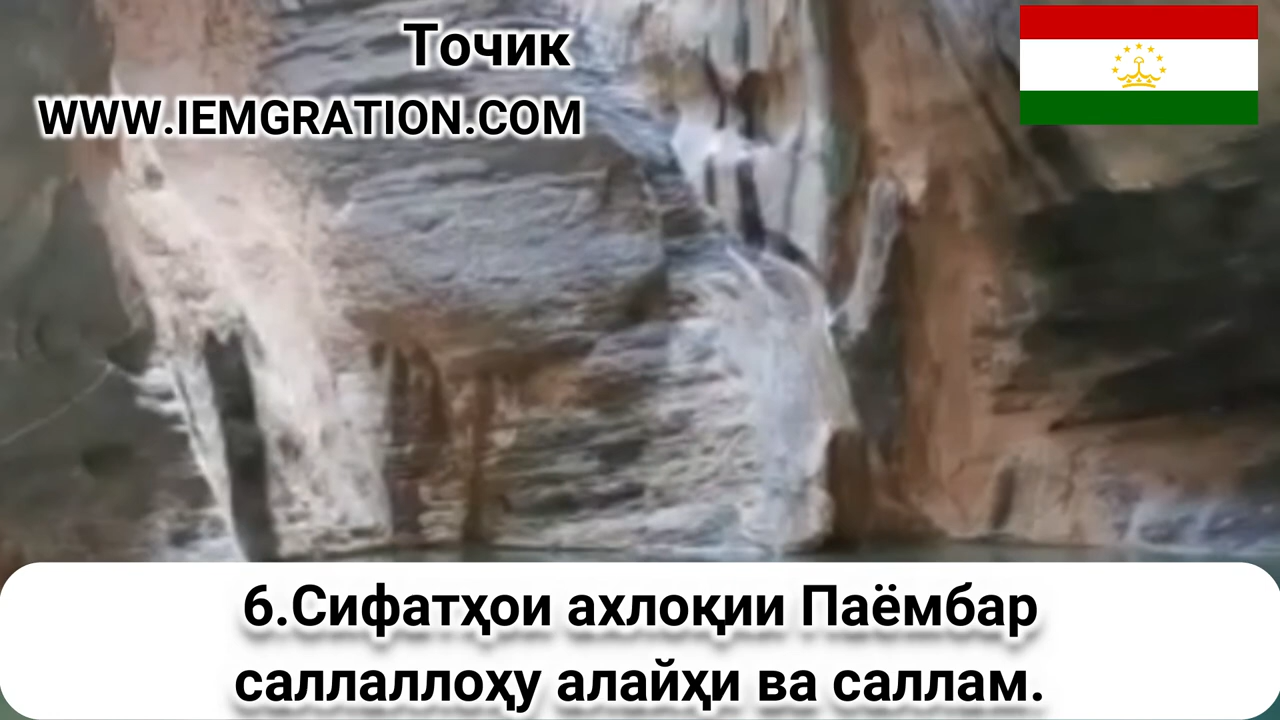 Точик
WWW.IEMGRATION.COM
6.Сифатҳои ахлоқии Паёмбар
саллаллоҳу алайҳи ва саллам.